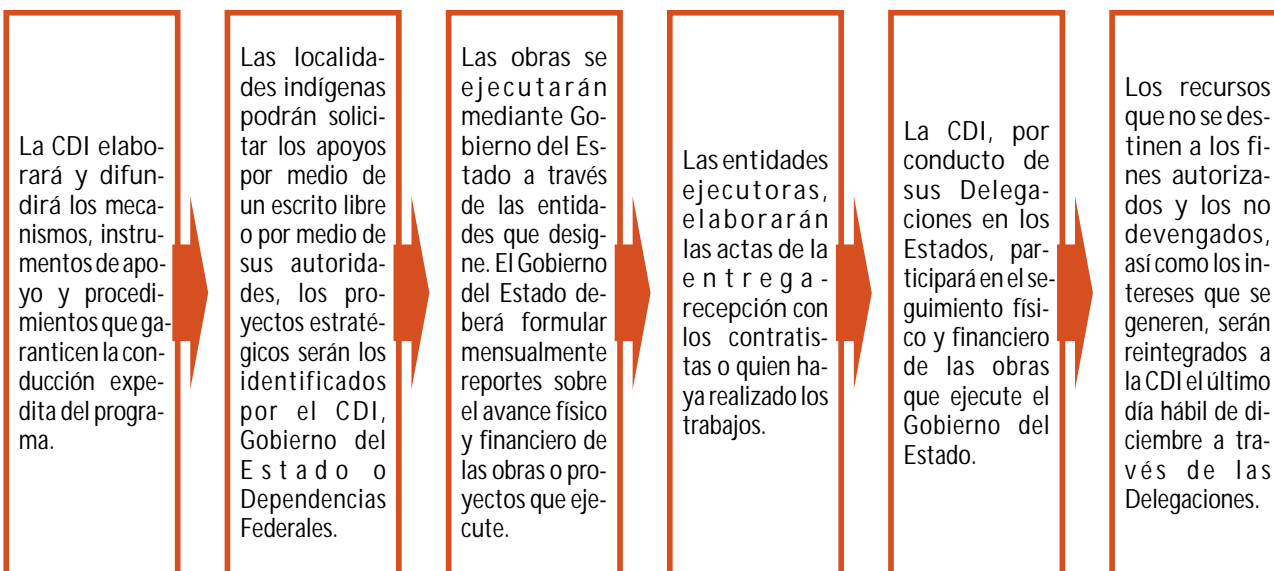 La CDI elabo-
rará y difun-
dirá los meca-
nismos, instru-
mentos de apo-
yo y procedi-
mientos que ga-
ranticen la con-
ducción expe-
dita del progra-
ma.
Las localida-
des indígenas
podrán solici-
tar los apoyos
por medio de
un escrito libre
o por medio de
sus autorida-
des, los pro-
yectos estraté-
gicos serán los
identificados
por el CDI,
Gobierno del
Estado o
Dependencias
Federales.
Las obras se
ejecutarán
mediante Go-
bierno del Es-
tado a través
de las entida-
des que desig-
ne. El Gobierno
del Estado de-
berá formular
mensualmente
reportes sobre
el avance físico
y financiero de
las obras o pro-
yectos que eje-
cute.
Las entidades
ejecutoras,
elaborarán
las actas de la
entrega-
recepción con
los contratis-
tas o quien ha-
ya realizado los
trabajos.
La CDI, por
conducto de
sus Delega-
ciones en los
Estados, par-
ticipará en el se-
guimiento físi-
co y financiero
de las obras
que ejecute el
Gobierno del
Estado.
Los recursos
que no se des-
tinen a los fi-
nes autoriza-
dos y los no
devengados,
así como los in-
tereses que se
generen, serán
reintegrados a
la CDI el último
día hábil de di-
ciembre a tra-
vés de las
Delegaciones.